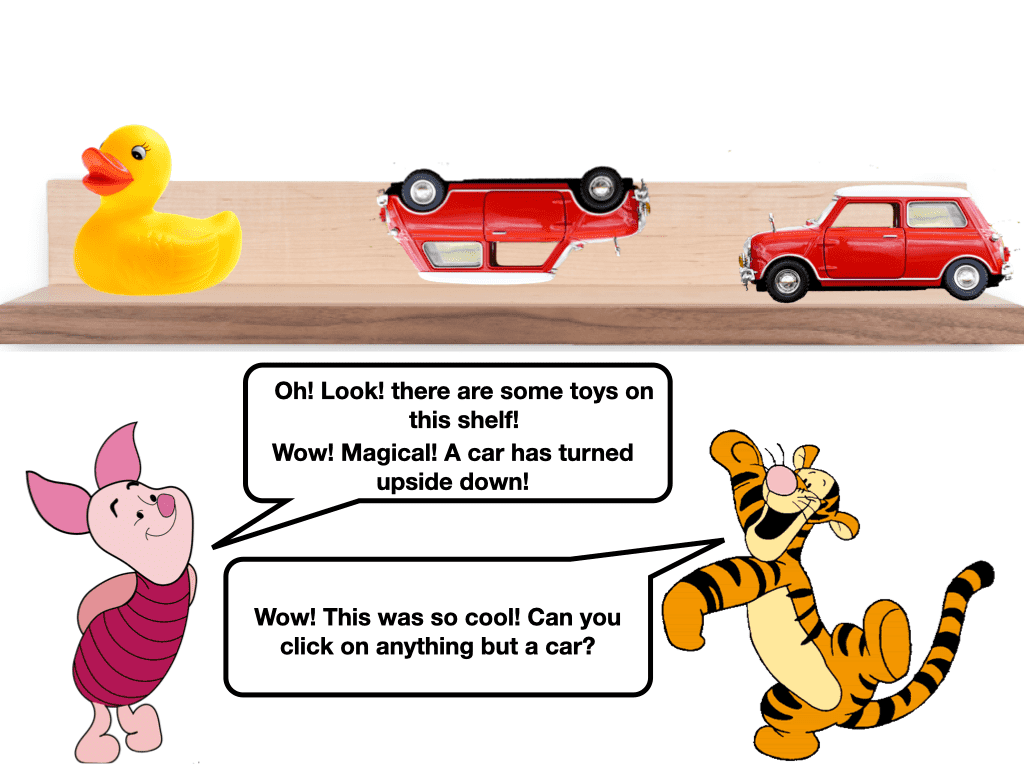 Oh! Look! there are some toys on
this shelf!
Wow! Magical! A car has turned
upside down!
Wow! This was so cool! Can you
click on anything but a car?